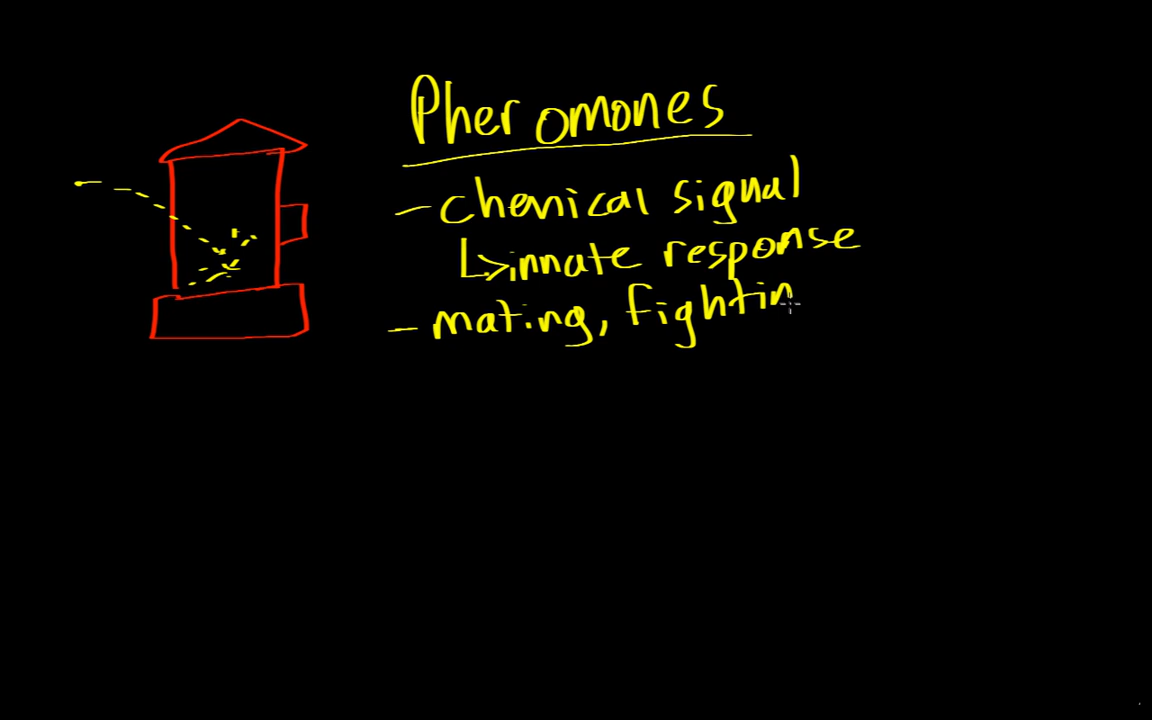 Pheromones
- chemical signal
↳ innate response
- mating, fightin